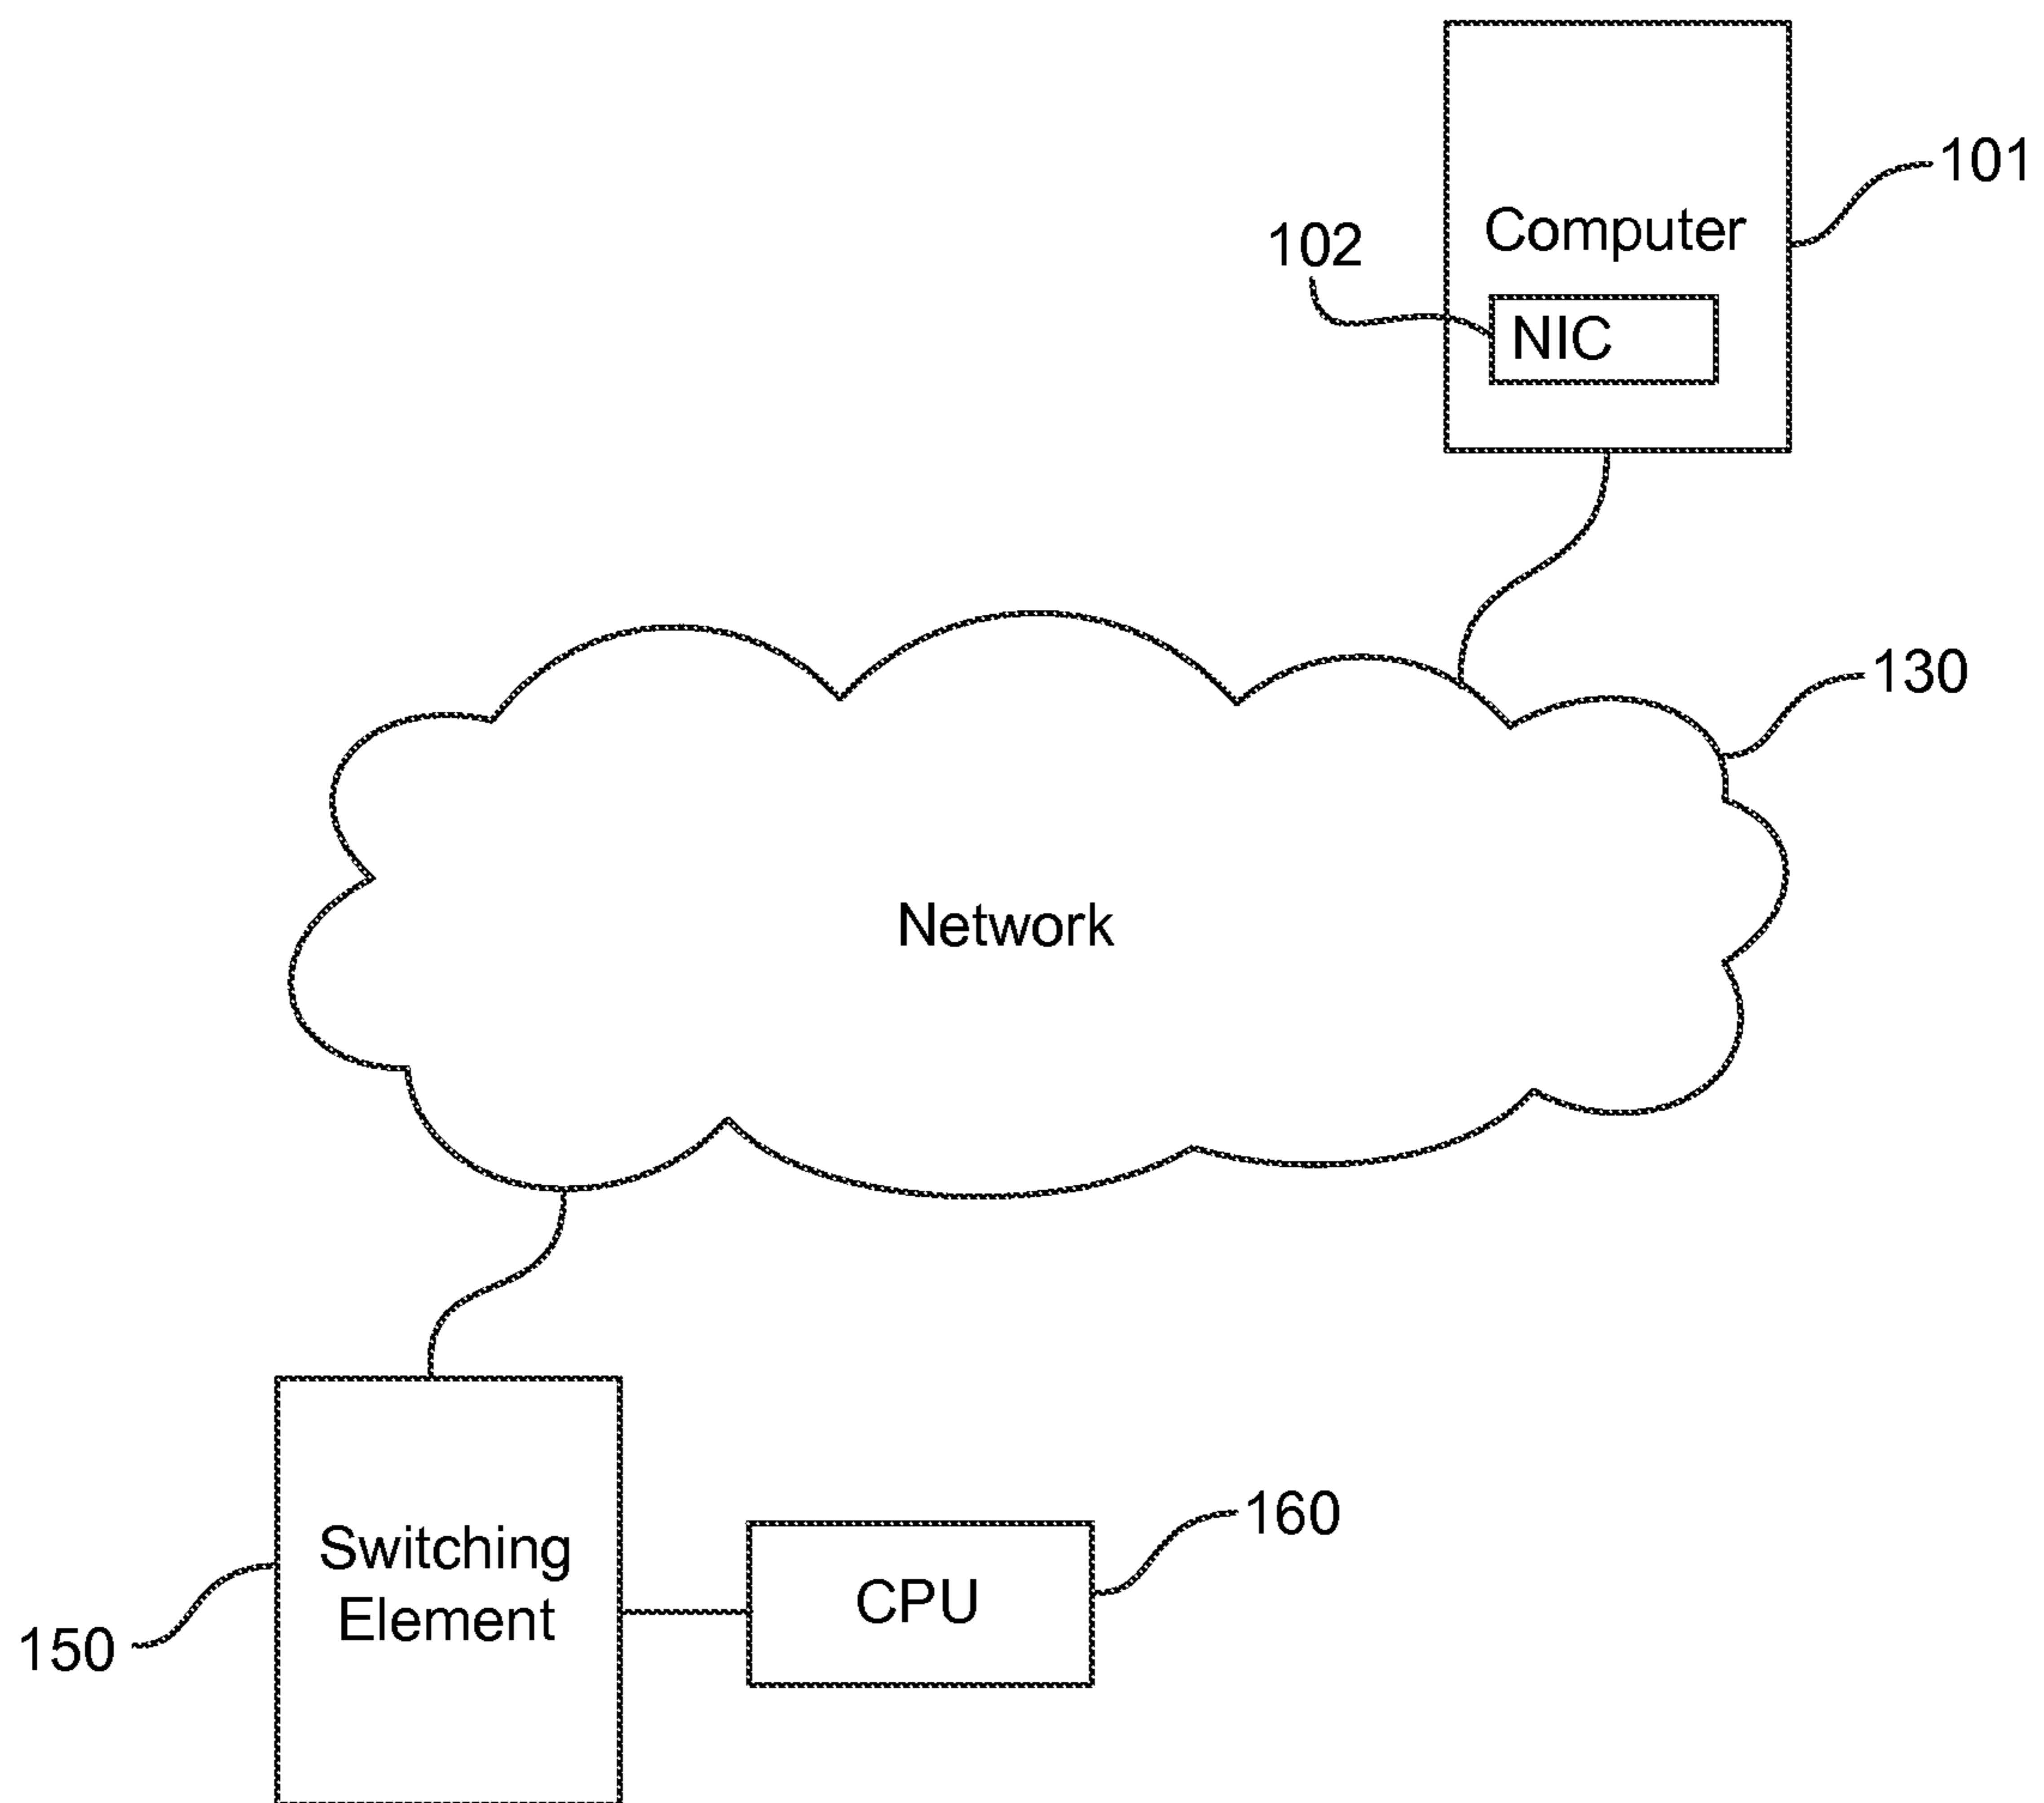 101
Computer
102
NIC
130
Network
160
Switching
Element
CPU
150